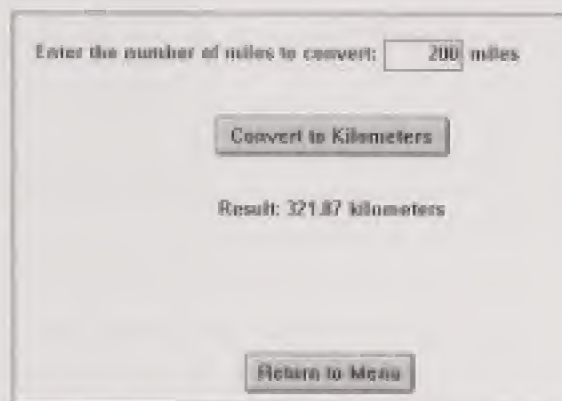 Enter the number of miles to convert: 200 miles
Convert to Kilometers
Result: 321.87 kilometers
Return to Menu